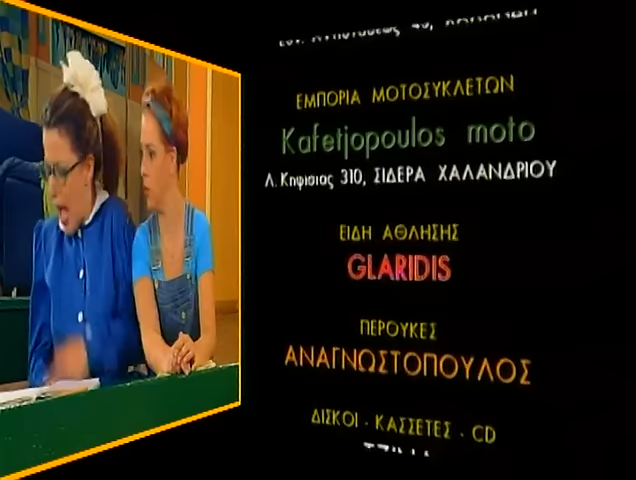 ΕΜΠΟΡΙΑ ΜΟΤΟΣΥΚΛΕΤΩΝ
Kafetjopoulos moto
Λ. Κηφισιας 310, ΣΙΔΕΡΑ ΧΑΛΑΝΔΡΙΟΥ
ΕΙΔΗ ΑΘΛΗΣΗΣ
GLARIDIS
ΠΕΡΟΥΚΕΣ
ΑΝΑΓΝΩΣΤΟΠΟΥΛΟΣ
ΔΙΣΚΟΙ · ΚΑΣΣΕΤΕΣ · CD